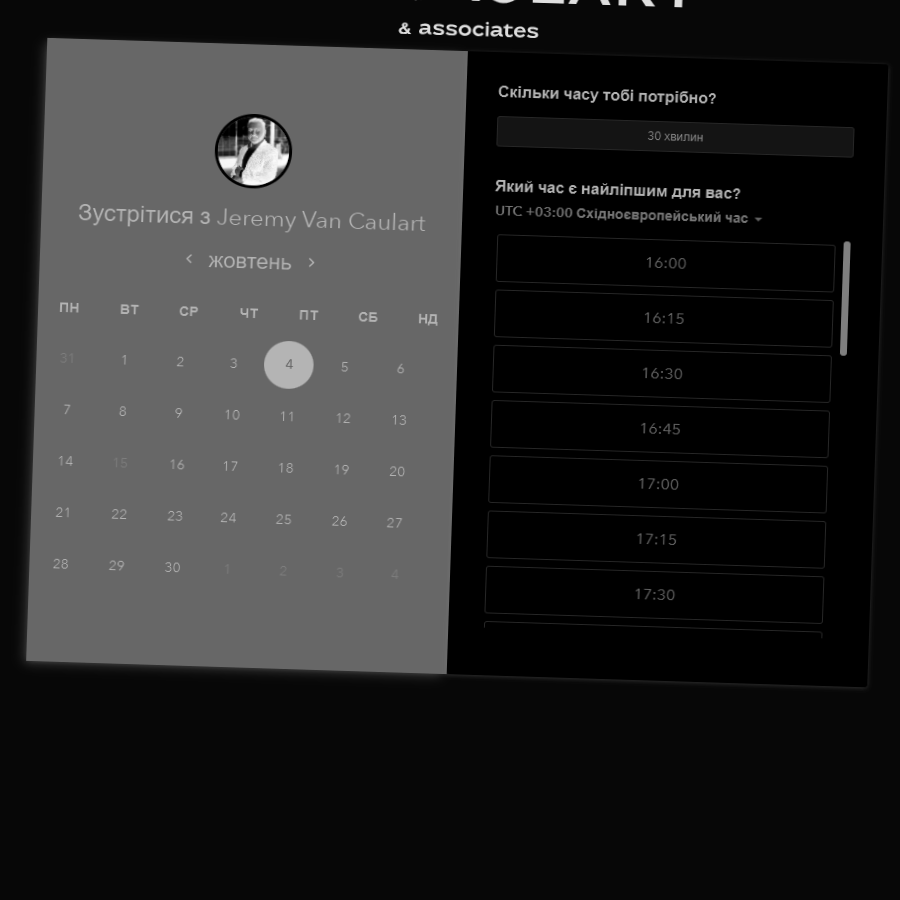 & associates
Зустрітися з Jeremy Van Caulart
‹ жовтень ›
ПН ВТ СР ЧТ ПТ СБ НД
31 1 2 3 4 5 6
7 8 9 10 11 12 13
14 15 16 17 18 19 20
21 22 23 24 25 26 27
28 29 30 1 2 3 4
Скільки часу тобі потрібно?
30 хвилин
Який час є найліпшим для вас?
UTC +03:00 Східноєвропейський час
16:00
16:15
16:30
16:45
17:00
17:15
17:30